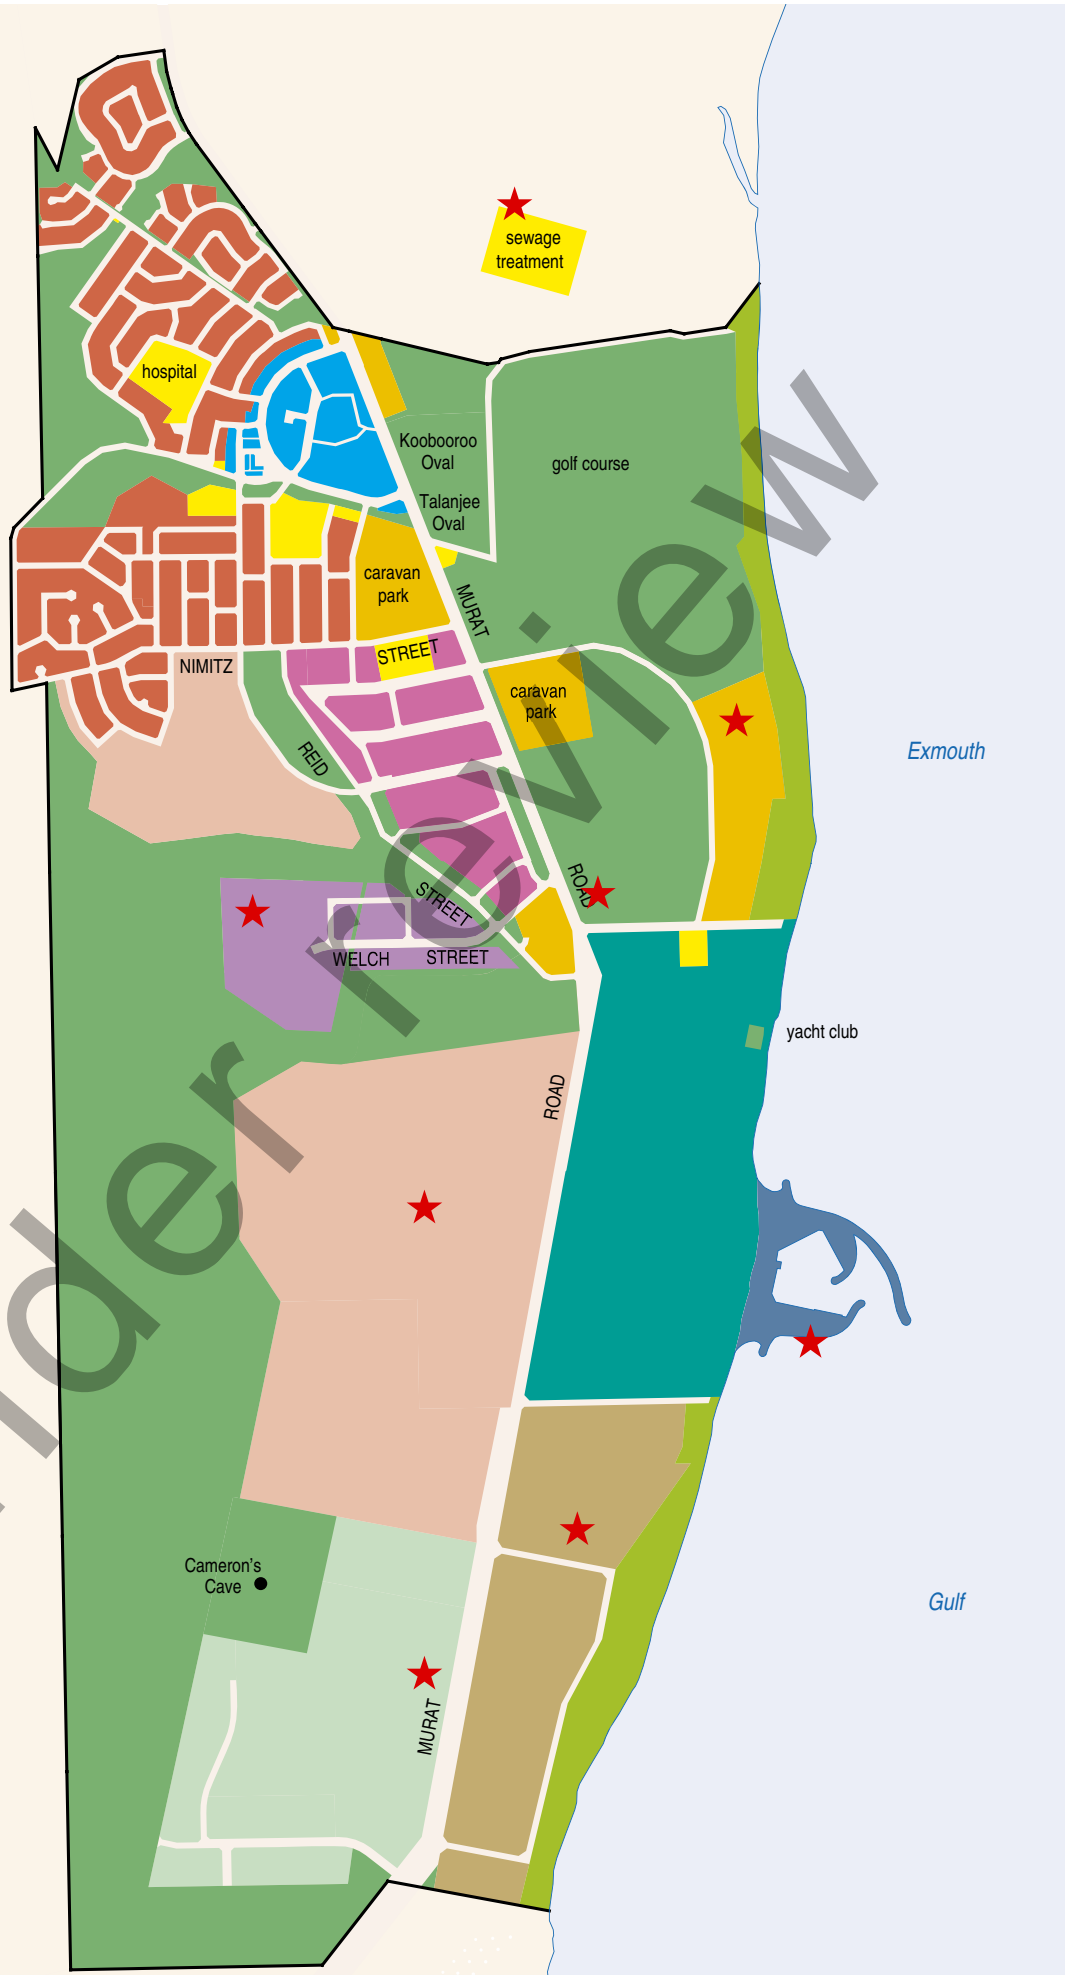 sewage
treatment
hospital
Koobooroo
Oval
golf course
Talanjee
Oval
caravan
park
MURAT
STREET
NIMITZ
caravan
park
REID
Exmouth
ROAD
STREET
WELCH STREET
yacht club
ROAD
Cameron's
Cave
Gulf
MURAT
under review